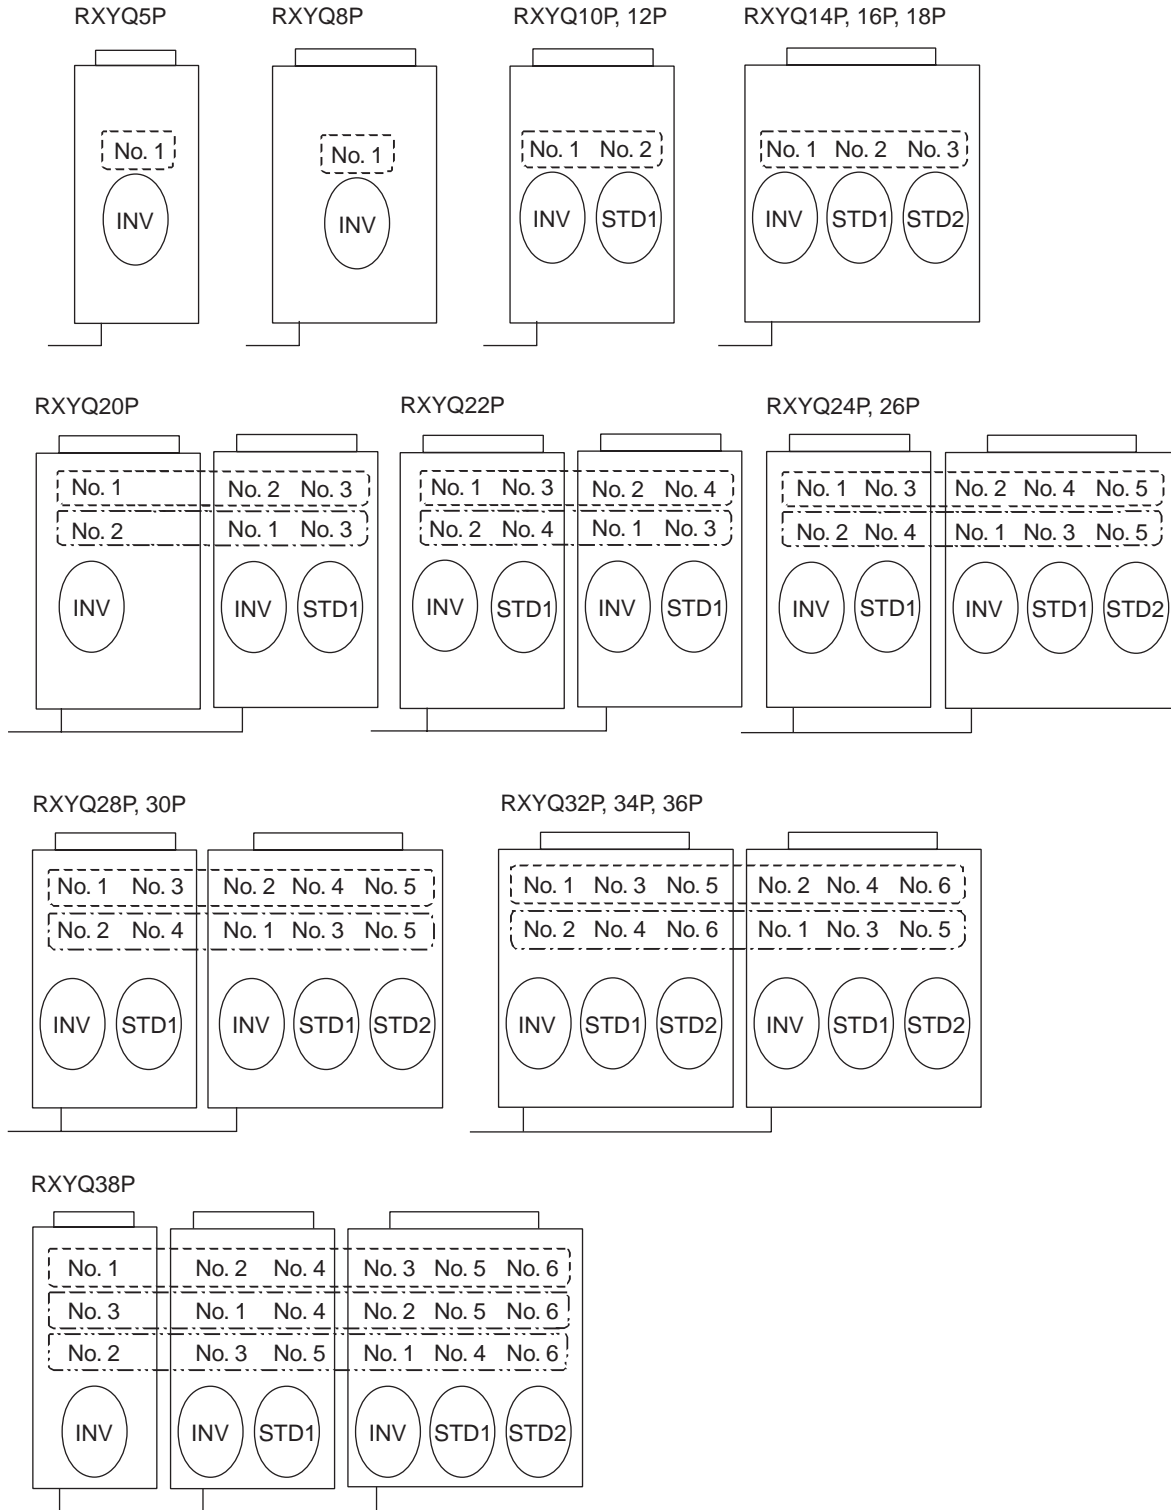 RXYQ5P RXYQ8P RXYQ10P, 12P RXYQ14P, 16P, 18P
No. 1 No. 1 No. 1 No. 2 No. 1 No. 2 No. 3
INV INV INV STD1 INV STD1 STD2
RXYQ20P RXYQ22P RXYQ24P, 26P
No. 1 No. 2 No. 3 No. 1 No. 3 No. 2 No. 4 No. 1 No. 3 No. 2 No. 4 No. 5
No. 2 No. 1 No. 3 No. 2 No. 4 No. 1 No. 3 No. 2 No. 4 No. 1 No. 3 No. 5
INV INV STD1 INV STD1 INV STD1 INV STD1 INV STD1 STD2
RXYQ28P, 30P RXYQ32P, 34P, 36P
No. 1 No. 3 No. 2 No. 4 No. 5 No. 1 No. 3 No. 5 No. 2 No. 4 No. 6
No. 2 No. 4 No. 1 No. 3 No. 5 No. 2 No. 4 No. 6 No. 1 No. 3 No. 5
INV STD1 INV STD1 STD2 INV STD1 STD2 INV STD1 STD2
RXYQ38P
No. 1 No. 2 No. 4 No. 3 No. 5 No. 6
No. 3 No. 1 No. 4 No. 2 No. 5 No. 6
No. 2 No. 3 No. 5 No. 1 No. 4 No. 6
INV INV STD1 INV STD1 STD2